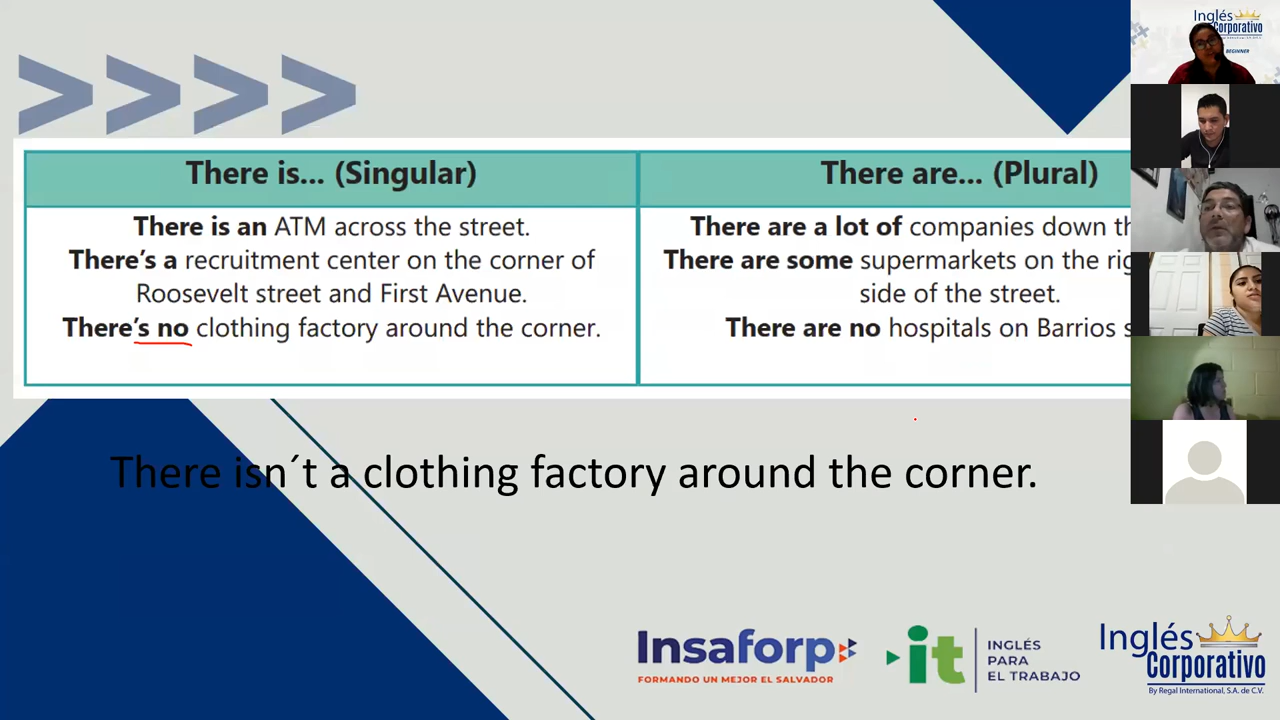 There is... (Singular)
There are... (Plural)
There is an ATM across the street.
There's a recruitment center on the corner of
Roosevelt street and First Avenue.
There's no clothing factory around the corner.
There are a lot of companies down
There are some supermarkets on the
side of the street.
There are no hospitals on Barrios
There isn´t a clothing factory around the corner.
Insaforp
FORMANDO UN MEJOR EL SALVADOR
it
INGLÉS
PARA
EL TRABAJO
Inglés
Corporativo
By Regal International, S.A. de C.V.
Inglés
Corporativo
BEGINNER